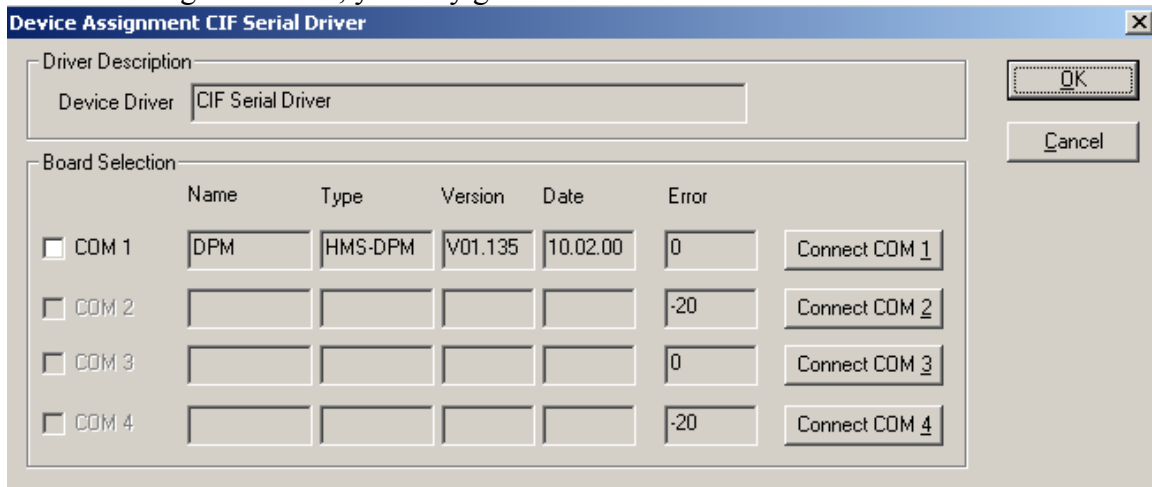 Device Assignment CIF Serial Driver
Driver Description
Device Driver CIF Serial Driver
OK
Cancel
Board Selection
Name Type Version Date Error
COM 1 DPM HMS-DPM V01.135 10.02.00 0 Connect COM 1
COM 2 -20 Connect COM 2
COM 3 0 Connect COM 3
COM 4 -20 Connect COM 4